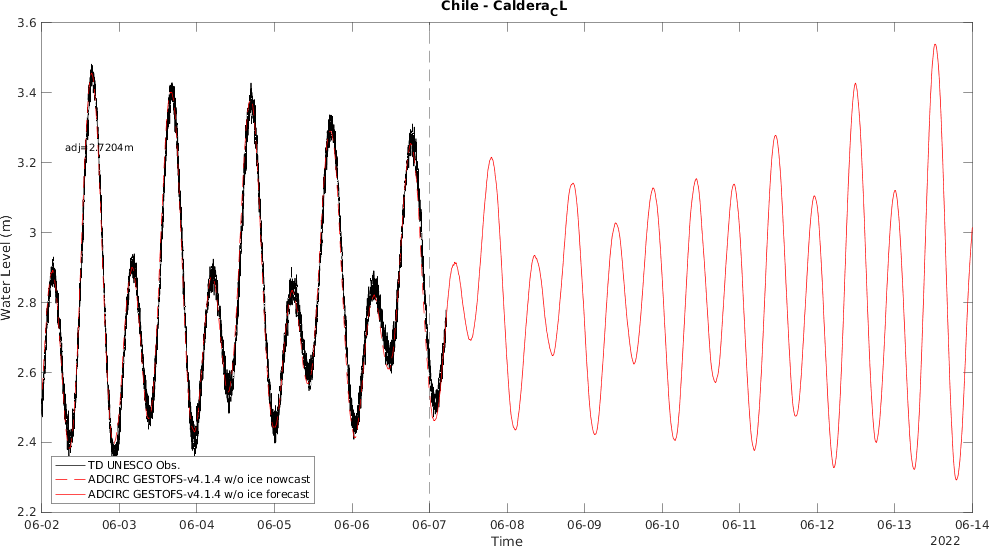 Chile - Caldera_CL
3.6
3.4
3.2
3
2.8
2.6
2.4
2.2
Water Level (m)
adj=2.7204m
TD UNESCO Obs.
ADCIRC GESTOFS-v4.1.4 w/o ice nowcast
ADCIRC GESTOFS-v4.1.4 w/o ice forecast
06-02 06-03 06-04 06-05 06-06 06-07 06-08 06-09 06-10 06-11 06-12 06-13 06-14
Time
2022